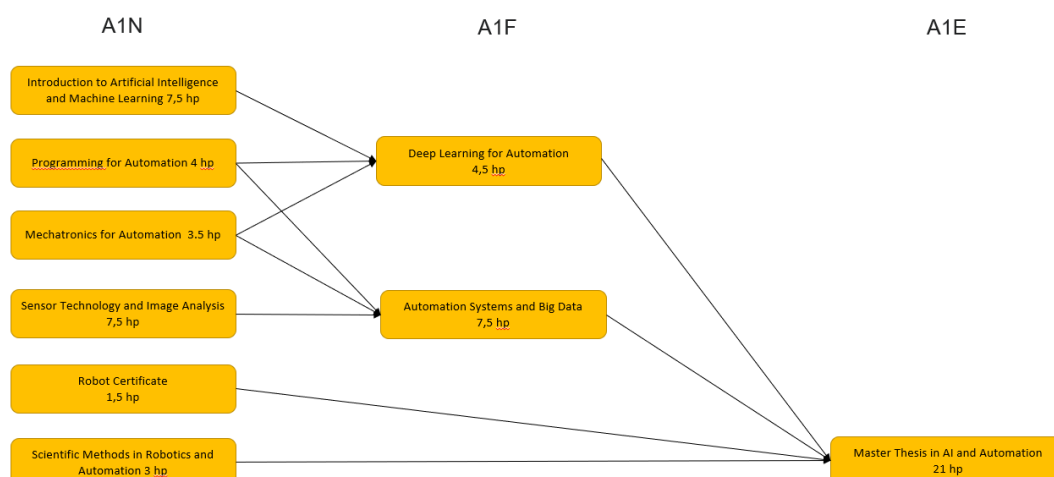 A1N
A1F
A1E
Introduction to Artificial Intelligence
and Machine Learning 7,5 hp
Programming for Automation 4 hp
Mechatronics for Automation  3.5 hp
Sensor Technology and Image Analysis
7,5 hp
Robot Certificate
1,5 hp
Scientific Methods in Robotics and
Automation 3 hp
Deep Learning for Automation
4,5 hp
Automation Systems and Big Data
7,5 hp
Master Thesis in AI and Automation
21 hp